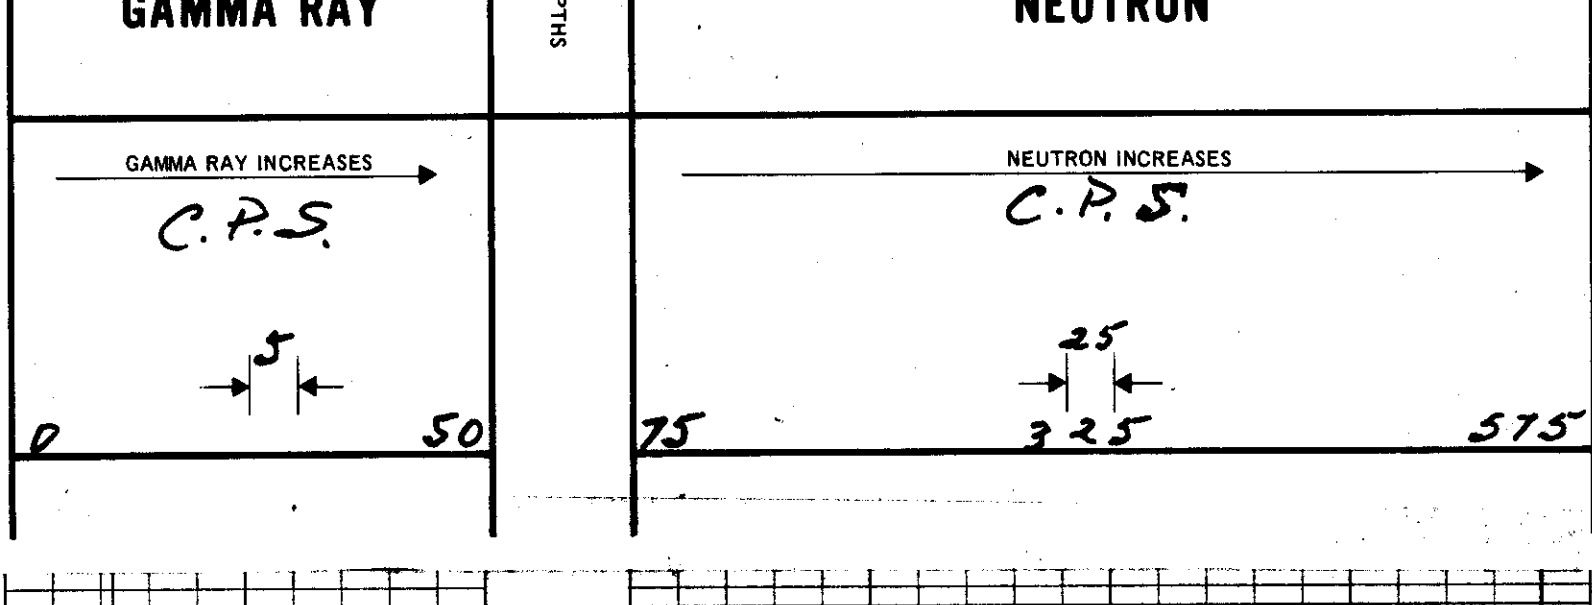 GAMMA RAY
NEUTRON
GAMMA RAY INCREASES
C.P.S.
5
0 50
NEUTRON INCREASES
C.P.S.
25
75 325 575